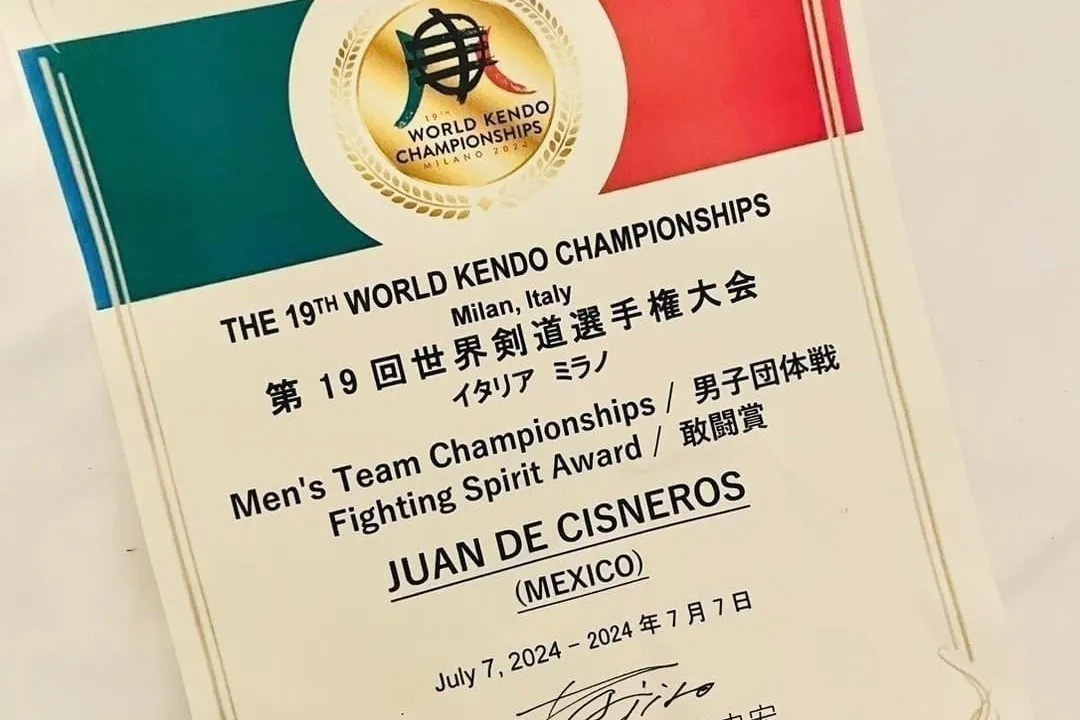 19TH
WORLD KENDO
CHAMPIONSHIPS
MILANO 2024
THE 19TH WORLD KENDO CHAMPIONSHIPS
Milan, Italy
第 19 回世界剣道選手権大会
イタリア ミラノ
Men's Team Championships / 男子団体戦
Fighting Spirit Award / 敢闘賞
JUAN DE CISNEROS
(MEXICO)
July 7, 2024 – 2024 年 7 月 7 日